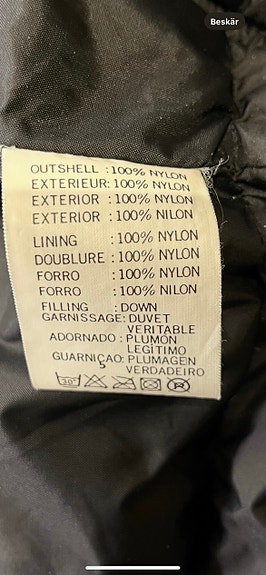 Beskär
OUTSHELL :100% NYLON
EXTERIEUR: 100% NYLON
EXTERIOR :100% NYLON
EXTERIOR :100% NILON
LINING :100% NYLON
DOUBLURE :100% NYLON
FORRO :100% NYLON
FORRO :100% NILON
FILLING :DOWN
GARNISSAGE: DUVET
VERITABLE
ADORNADO :PLUMÓN
LEGÍTIMO
GUARNIÇAO: PLUMAGEN
VERDADEIRO
30°